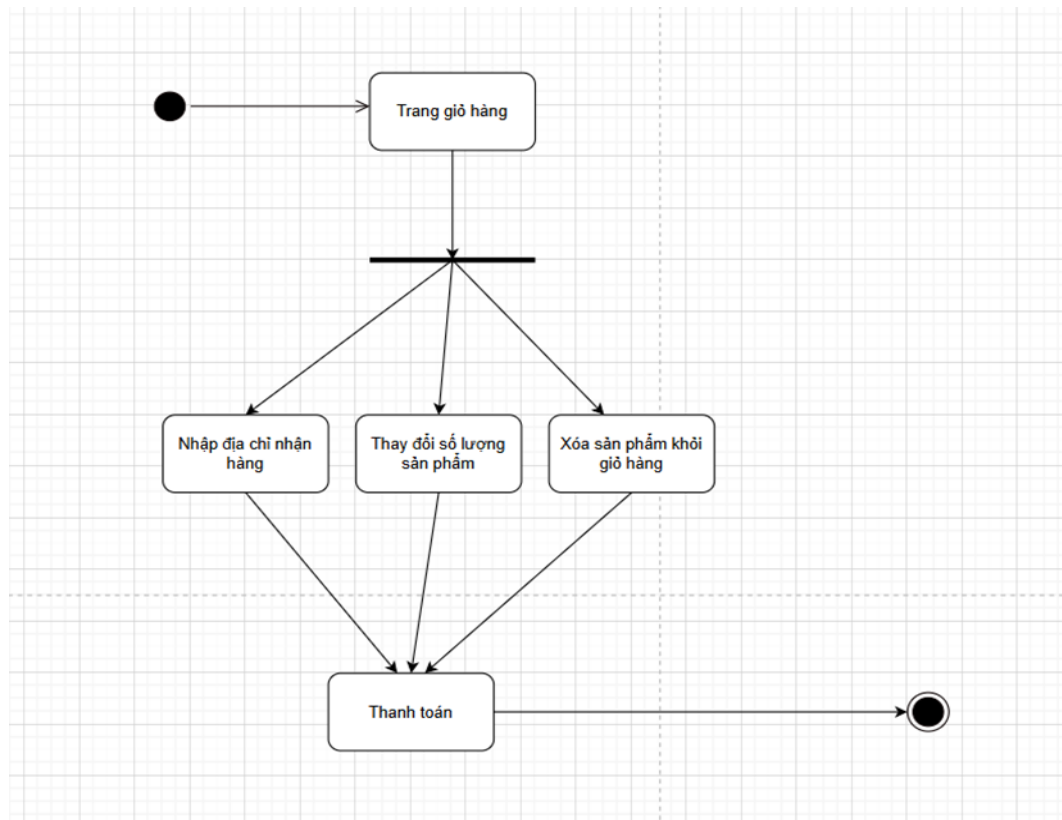 Trang giỏ hàng
Nhập địa chỉ nhận
hàng
Thay đổi số lượng
sản phẩm
Xóa sản phẩm khỏi
giỏ hàng
Thanh toán